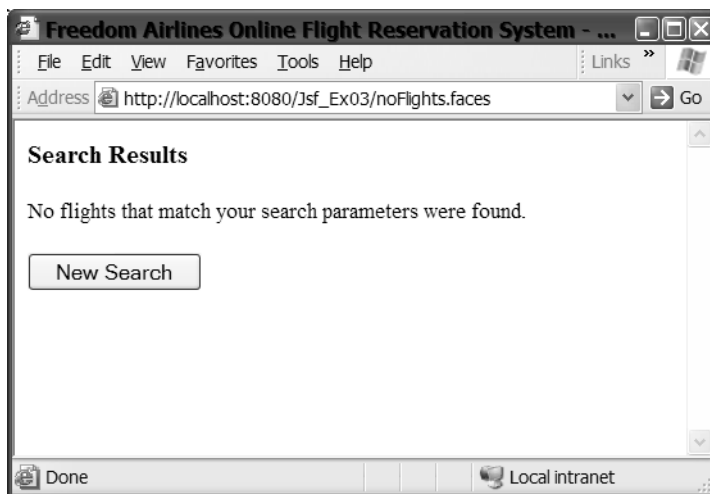 Freedom Airlines Online Flight Reservation System - ...
File Edit View Favorites Tools Help Links »
Address http://localhost:8080/Jsf_Ex03/noFlights.faces Go
Search Results
No flights that match your search parameters were found.
New Search
Done Local intranet